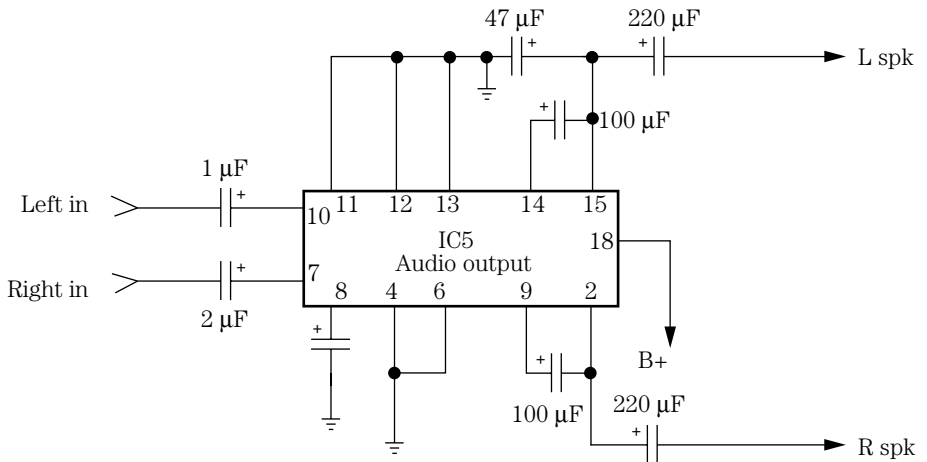 47 µF
220 µF
+
+
L spk
+
100 µF
1 µF
+
Left in
10
11
12
13
14
15
18
IC5
Audio output
Right in
+
7
2 µF
8
4
6
9
2
+
+
B+
100 µF
220 µF
+
R spk